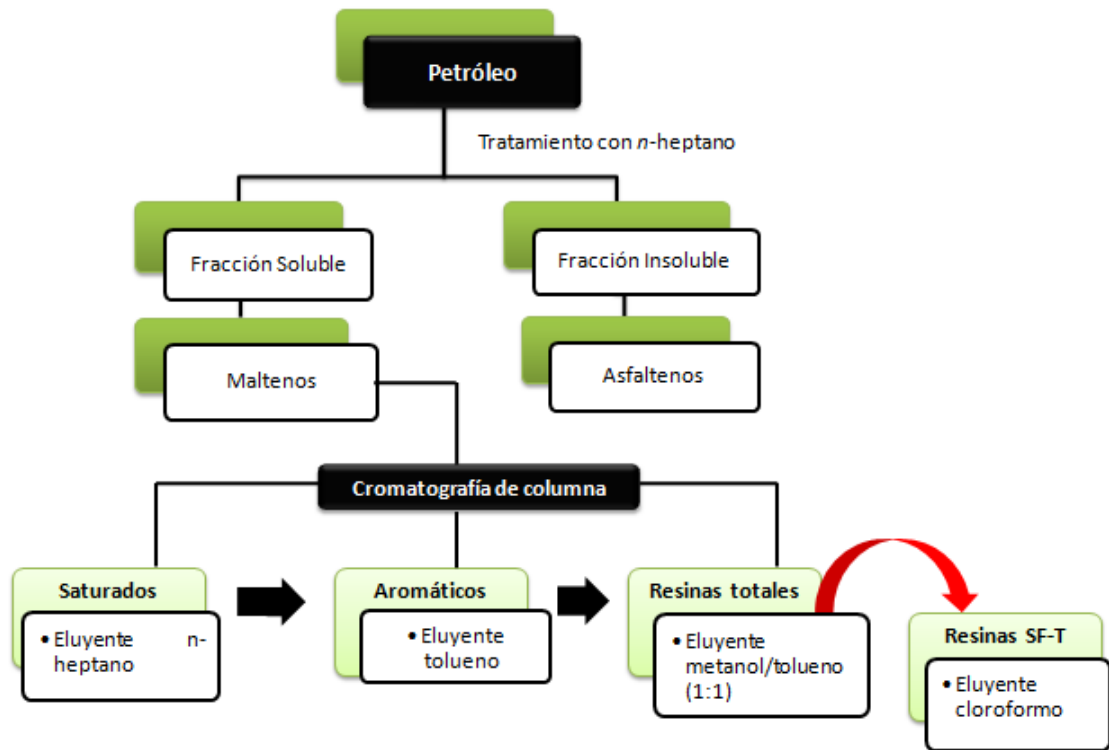 Petróleo
Tratamiento con n-heptano
Fracción Soluble
Fracción Insoluble
Maltenos
Asfaltenos
Cromatografía de columna
Saturados
• Eluyente n-
heptano
Aromáticos
• Eluyente
tolueno
Resinas totales
• Eluyente
metanol/tolueno
(1:1)
Resinas SF-T
• Eluyente
cloroformo